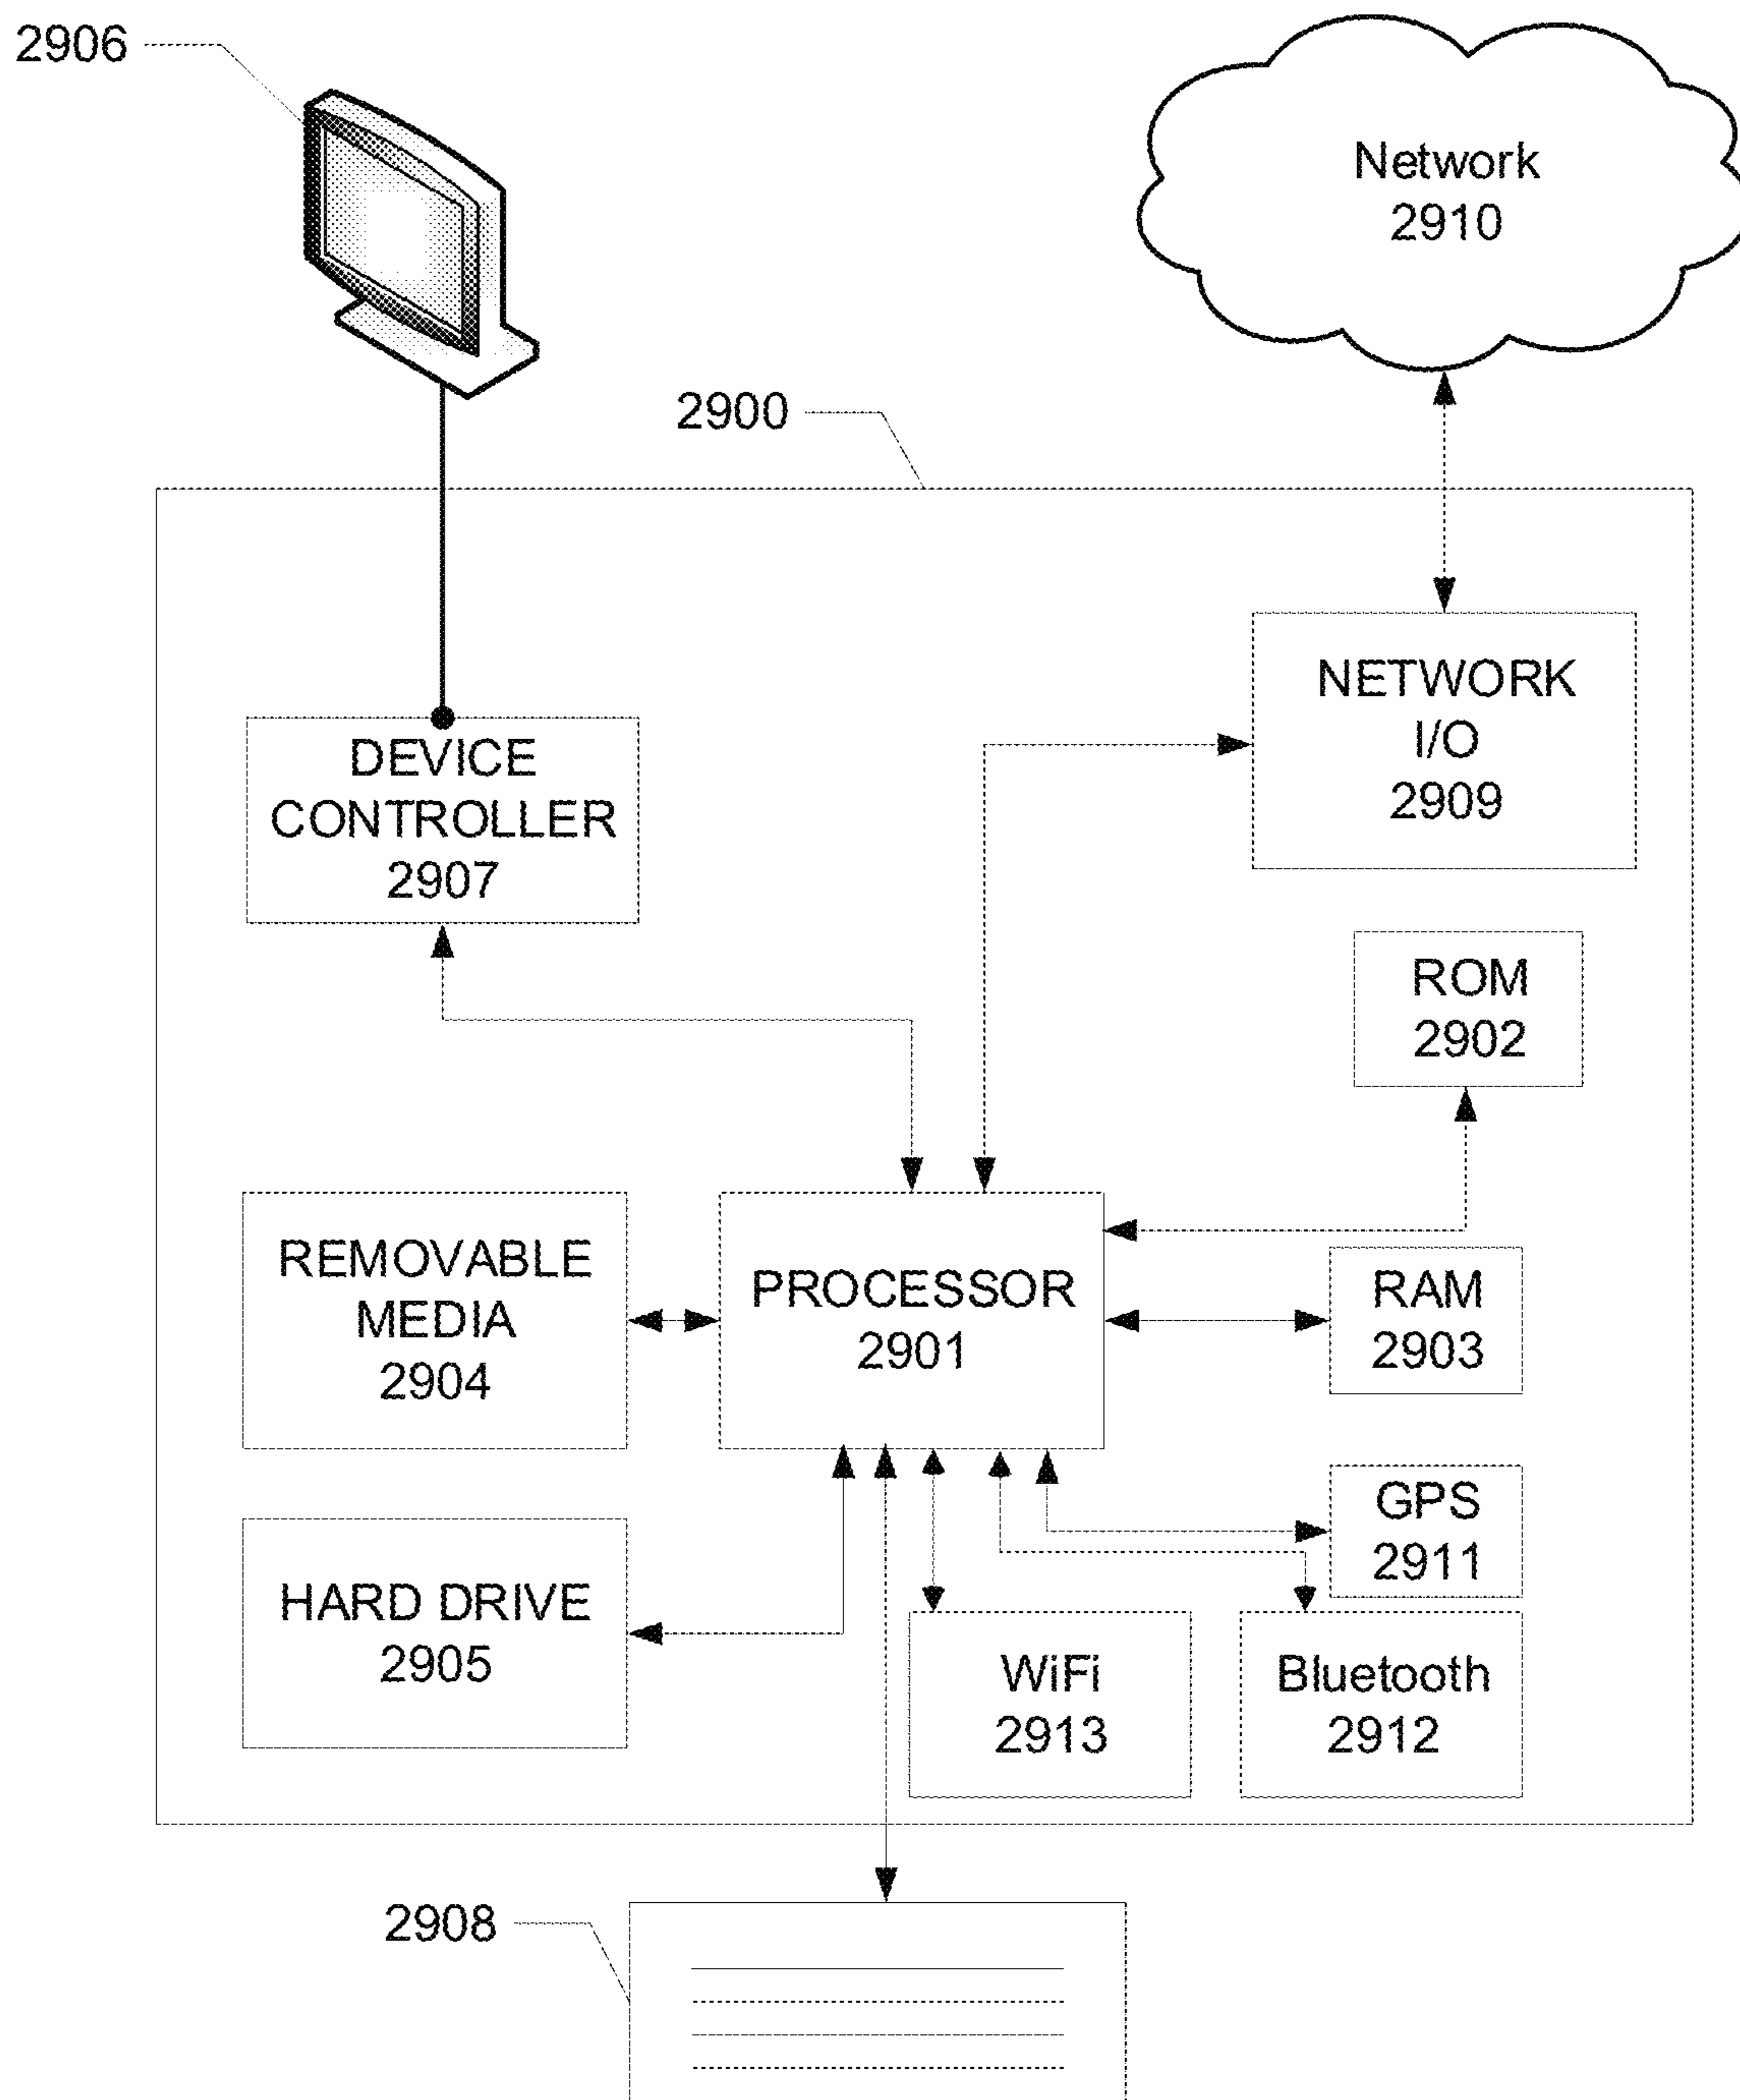 2906
Network
2910
2900
NETWORK
I/O
2909
DEVICE
CONTROLLER
2907
ROM
2902
REMOVABLE
MEDIA
2904
PROCESSOR
2901
RAM
2903
GPS
2911
HARD DRIVE
2905
WiFi
2913
Bluetooth
2912
2908